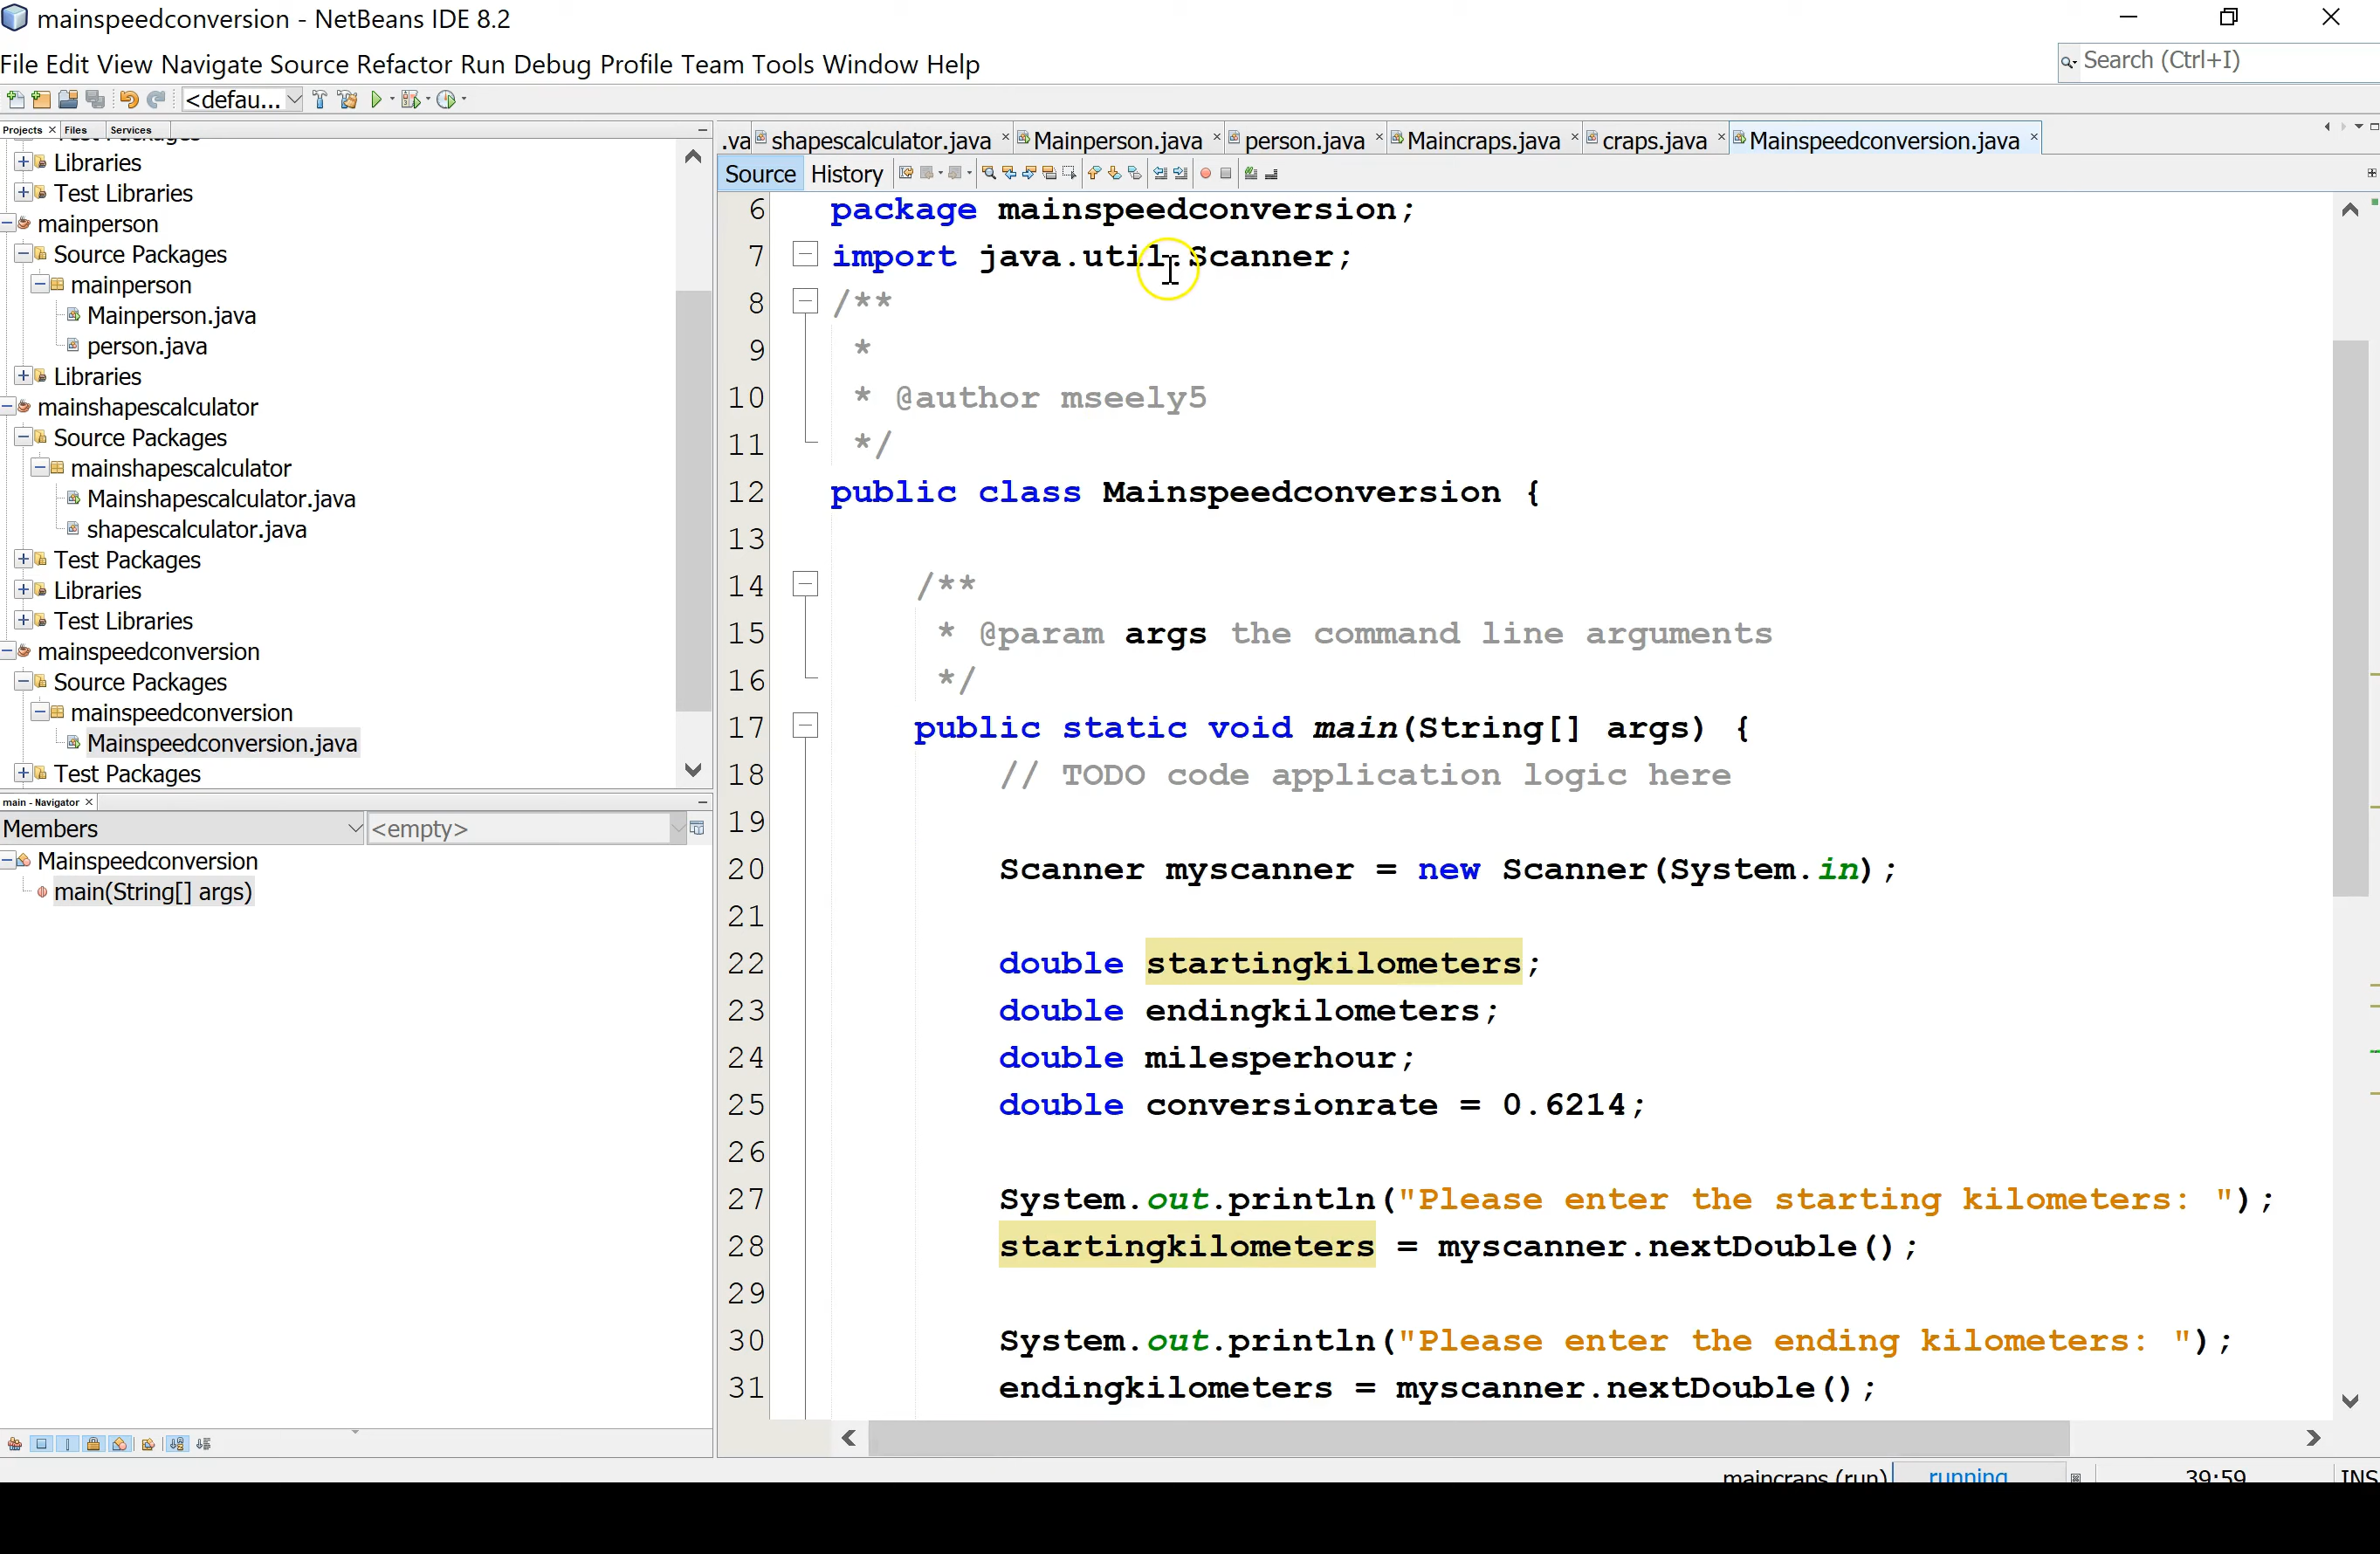 mainspeedconversion - NetBeans IDE 8.2
File Edit View Navigate Source Refactor Run Debug Profile Team Tools Window Help
Search (Ctrl+I)
<defau...
Projects Files Services
.va shapescalculator.java Mainperson.java person.java Maincraps.java craps.java Mainspeedconversion.java
Source History
Libraries
Test Libraries
mainperson
Source Packages
mainperson
Mainperson.java
person.java
Libraries
mainshapescalculator
Source Packages
mainshapescalculator
Mainshapescalculator.java
shapescalculator.java
Test Packages
Libraries
Test Libraries
mainspeedconversion
Source Packages
mainspeedconversion
Mainspeedconversion.java
Test Packages
main - Navigator
Members <empty>
Mainspeedconversion
main(String[] args)
6 package mainspeedconversion;
7 import java.util.Scanner;
8 /**
9 *
10 * @author mseely5
11 */
12 public class Mainspeedconversion {
13
14 /**
15 * @param args the command line arguments
16 */
17 public static void main(String[] args) {
18 // TODO code application logic here
19
20 Scanner myscanner = new Scanner(System.in);
21
22 double startingkilometers;
23 double endingkilometers;
24 double milesperhour;
25 double conversionrate = 0.6214;
26
27 System.out.println("Please enter the starting kilometers: ");
28 startingkilometers = myscanner.nextDouble();
29
30 System.out.println("Please enter the ending kilometers: ");
31 endingkilometers = myscanner.nextDouble();
maincraps (run) running 39:59 INS